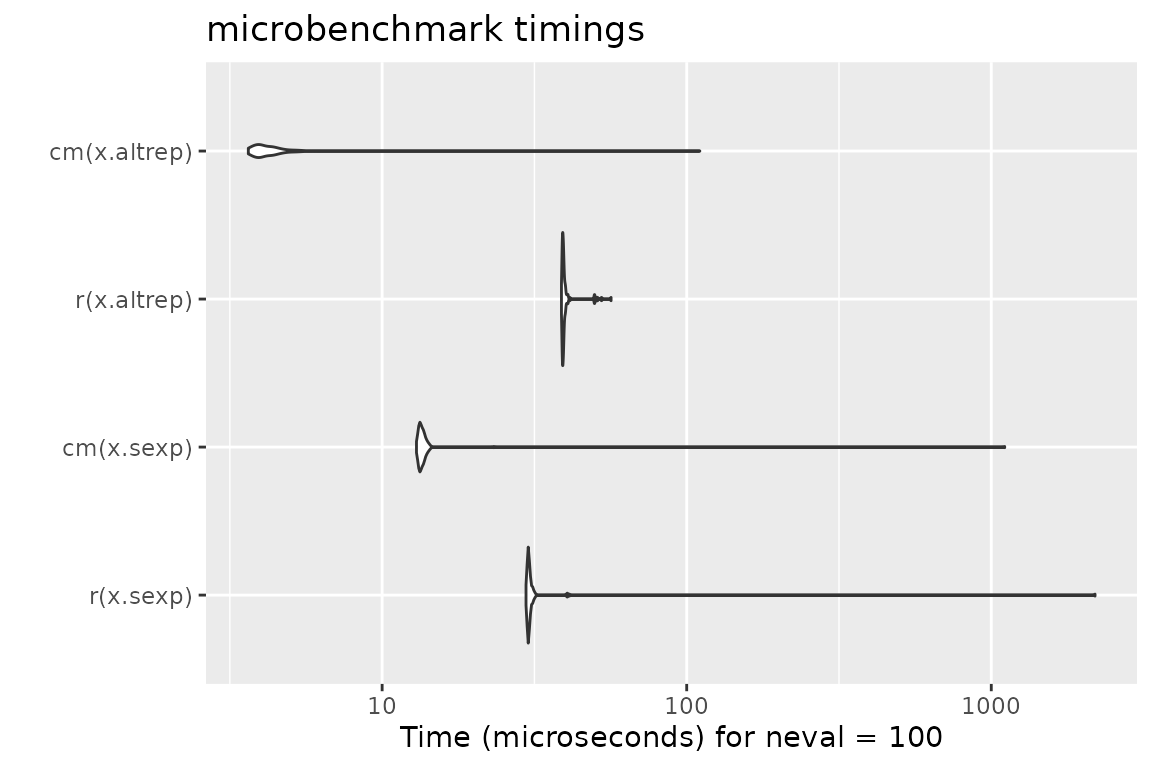 microbenchmark timings
cm(x.altrep)
r(x.altrep)
cm(x.sexp)
r(x.sexp)
10 100 1000
Time (microseconds) for neval = 100